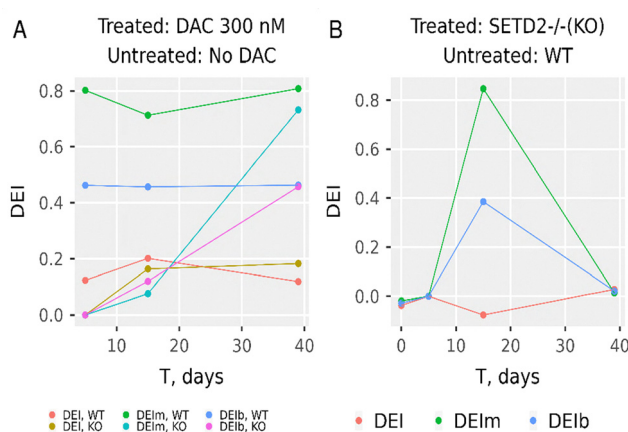 A
Treated: DAC 300 nM
Untreated: No DAC
DEI
0.8
0.6
0.4
0.2
0.0
10 20 30 40
T, days
DEI, WT DEIm, WT DEIb, WT
DEI, KO DEIm, KO DEIb, KO
B
Treated: SETD2-/-(KO)
Untreated: WT
DEI
0.8
0.6
0.4
0.2
0.0
0 10 20 30 40
T, days
DEI DEIm DEIb